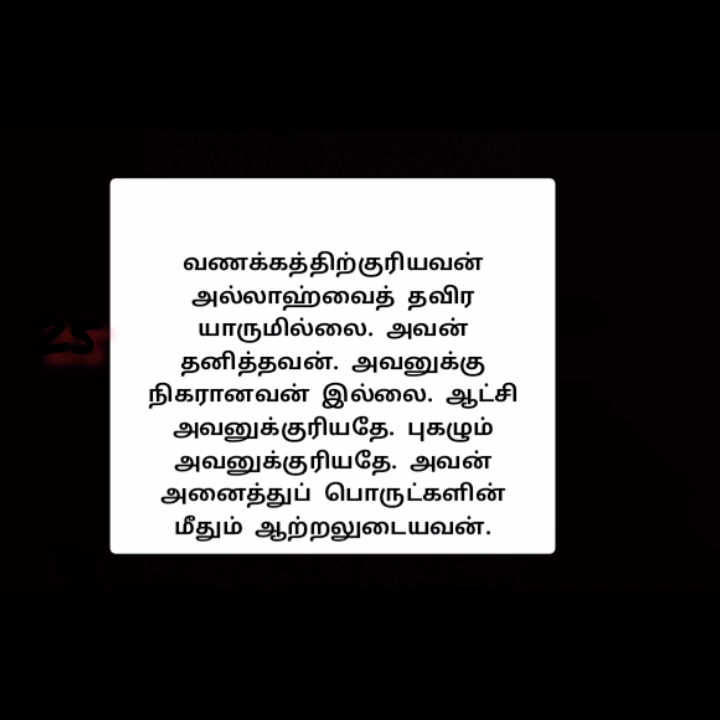 வணக்கத்திற்குரியவன்
அல்லாஹ்வைத் தவிர
யாருமில்லை. அவன்
தனித்தவன். அவனுக்கு
நிகரானவன் இல்லை. ஆட்சி
அவனுக்குரியதே. புகழும்
அவனுக்குரியதே. அவன்
அனைத்துப் பொருட்களின்
மீதும் ஆற்றலுடையவன்.